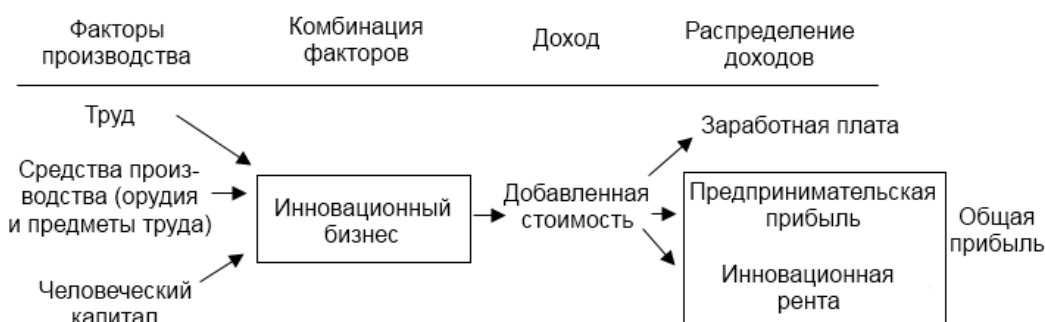 Факторы
производства
Комбинация
факторов
Доход
Распределение
доходов
Труд
Средства произ-
водства (орудия
и предметы труда)
Человеческий
капитал
Инновационный
бизнес
Добавленная
стоимость
Заработная плата
Предпринимательская
прибыль
Инновационная
рента
Общая
прибыль